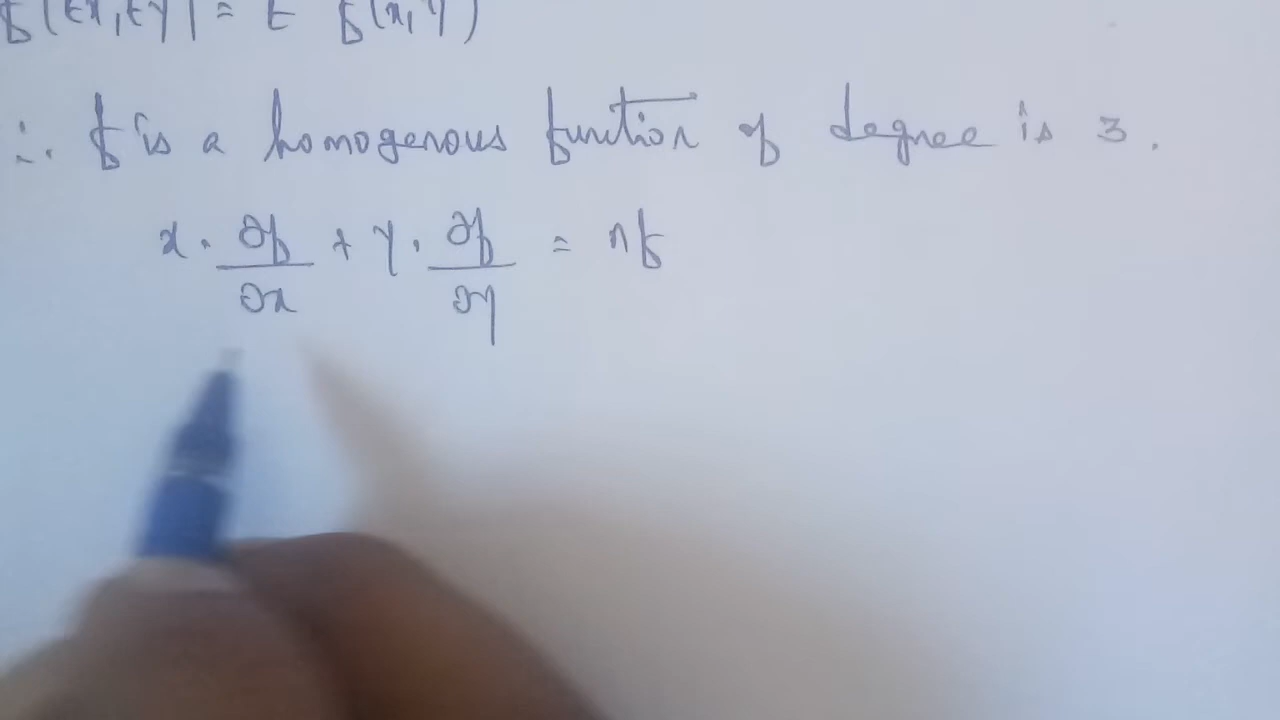 f(tx, ty) = t f(x, y)
∴ f is a homogenous function of degree is 3.
x · ∂f/∂x + y · ∂f/∂y = nf